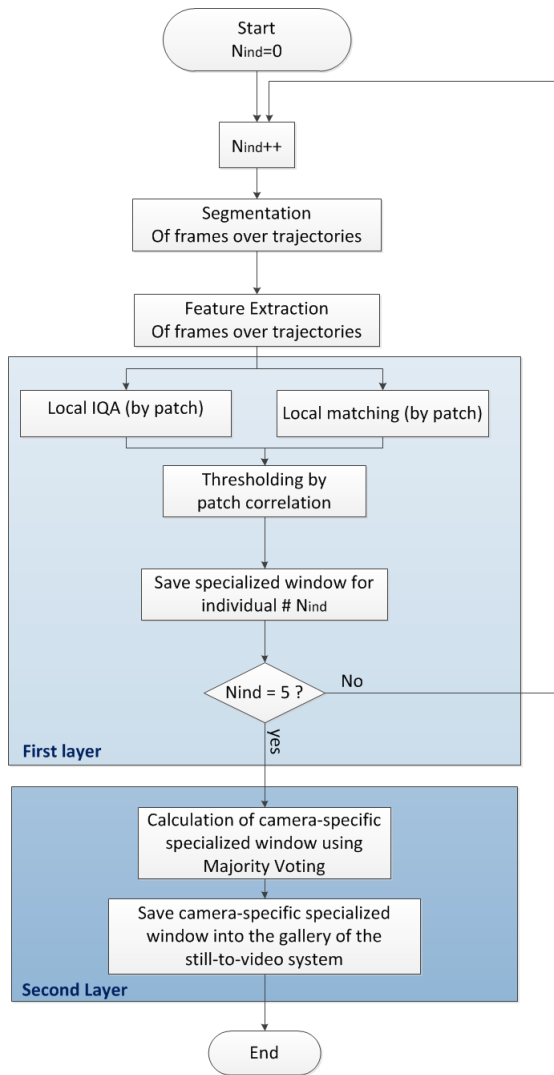 Start
Nind=0
Nind++
Segmentation
Of frames over trajectories
Feature Extraction
Of frames over trajectories
Local IQA (by patch)
Local matching (by patch)
Thresholding by
patch correlation
Save specialized window for
individual # Nind
Nind = 5 ?
No
yes
First layer
Calculation of camera-specific
specialized window using
Majority Voting
Save camera-specific specialized
window into the gallery of the
still-to-video system
Second Layer
End